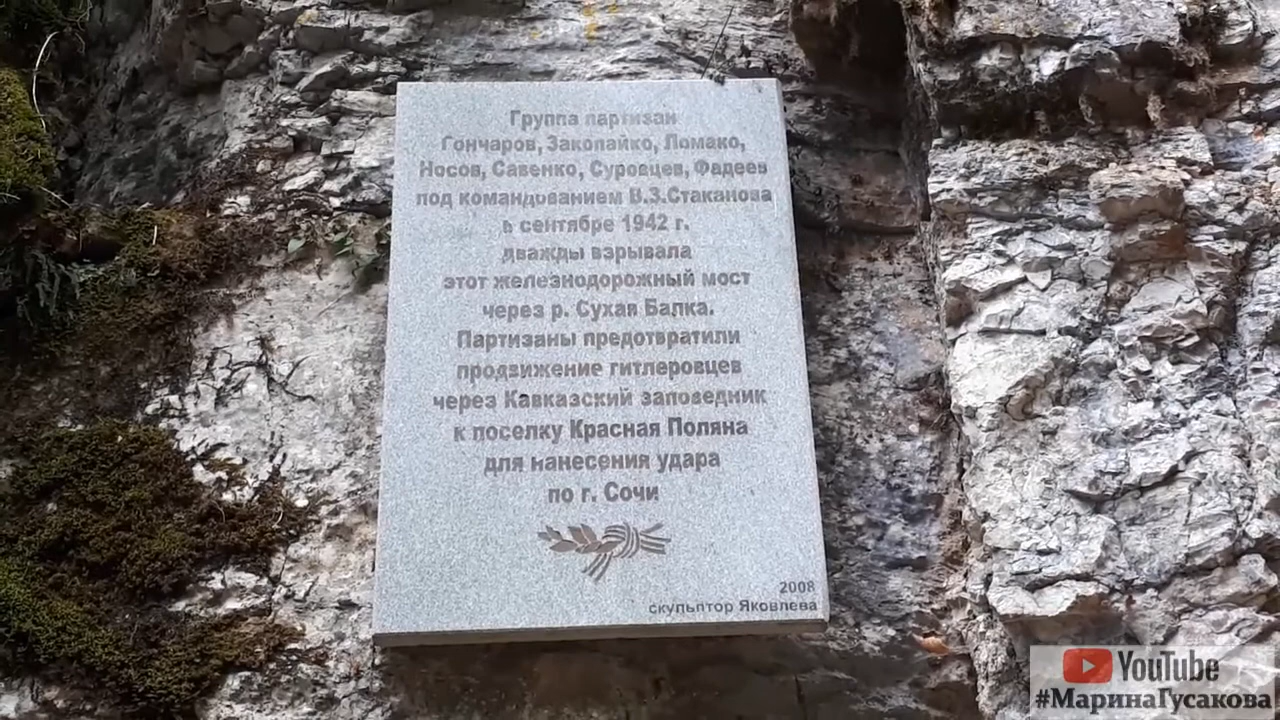 Группа партизан
Гончаров, Закопайко, Ломако,
Носов, Савенко, Суровцев, Фадеев
под командованием В.З.Стаканова
в сентябре 1942 г.
дважды взрывала
этот железнодорожный мост
через р. Сухая Балка.
Партизаны предотвратили
продвижение гитлеровцев
через Кавказский заповедник
к поселку Красная Поляна
для нанесения удара
по г. Сочи
2008
скульптор Яковлева
YouTube
#МаринаГусакова